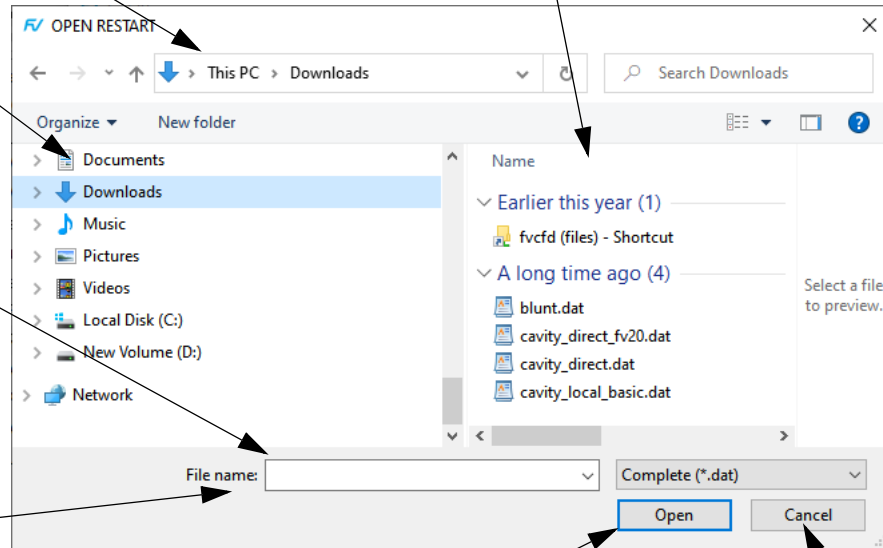 FV OPEN RESTART
This PC > Downloads
Search Downloads
Organize
New folder
Documents
Downloads
Music
Pictures
Videos
Local Disk (C:)
New Volume (D:)
Network
Name
Earlier this year (1)
fvcfd (files) - Shortcut
A long time ago (4)
blunt.dat
cavity_direct_fv20.dat
cavity_direct.dat
cavity_local_basic.dat
Select a file
to preview.
File name:
Complete (*.dat)
Open
Cancel